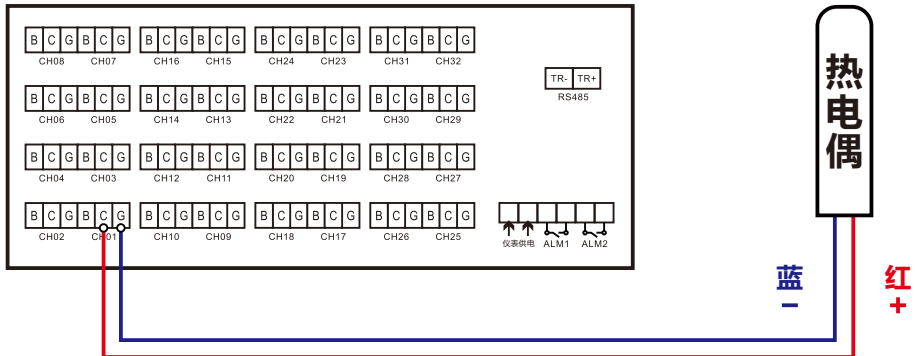 B C G B C G B C G B C G B C G B C G B C G B C G
CH08 CH07 CH16 CH15 CH24 CH23 CH31 CH32
TR- TR+
RS485
B C G B C G B C G B C G B C G B C G B C G B C G
CH06 CH05 CH14 CH13 CH22 CH21 CH30 CH29
B C G B C G B C G B C G B C G B C G B C G B C G
CH04 CH03 CH12 CH11 CH20 CH19 CH28 CH27
B C G B C G B C G B C G B C G B C G B C G B C G
CH02 CH01 CH10 CH09 CH18 CH17 CH26 CH25
仪表供电 ALM1 ALM2
热
电
偶
蓝 红
- +